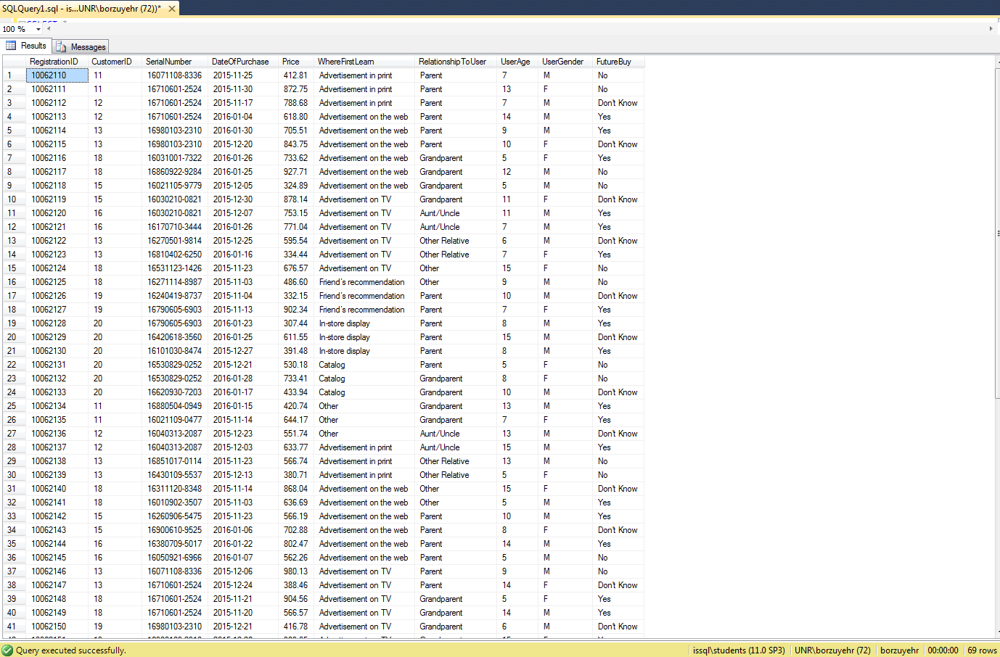 SQLQuery1.sql - is...UNR\borzuyehr (72))* ×
100 %
Results Messages
RegistrationID CustomerID SerialNumber DateOfPurchase Price WhereFirstLearn RelationshipToUser UserAge UserGender FutureBuy
1 10062110 11 16071108-8336 2015-11-25 412.81 Advertisement in print Parent 7 M No
2 10062111 11 16710601-2524 2015-11-30 872.75 Advertisement in print Parent 13 F No
3 10062112 12 16710601-2524 2015-11-17 788.68 Advertisement in print Parent 7 M Don't Know
4 10062113 12 16710601-2524 2016-01-04 618.80 Advertisement on the web Parent 14 M Yes
5 10062114 13 16980103-2310 2016-01-30 705.51 Advertisement on the web Parent 9 M Yes
6 10062115 13 16980103-2310 2015-12-20 843.75 Advertisement on the web Parent 10 F Don't Know
7 10062116 18 16031001-7322 2016-01-26 733.62 Advertisement on the web Grandparent 5 F Yes
8 10062117 18 16860922-9284 2016-01-25 927.71 Advertisement on the web Grandparent 12 M No
9 10062118 15 16021105-9779 2015-12-05 324.89 Advertisement on the web Grandparent 5 M No
10 10062119 15 16030210-0821 2015-12-30 878.14 Advertisement on TV Grandparent 11 F Don't Know
11 10062120 16 16030210-0821 2015-12-07 753.15 Advertisement on TV Aunt/Uncle 11 M Yes
12 10062121 16 16170710-3444 2016-01-26 771.04 Advertisement on TV Aunt/Uncle 7 M Yes
13 10062122 13 16270501-9814 2015-12-25 595.54 Advertisement on TV Other Relative 6 M Don't Know
14 10062123 13 16810402-6250 2016-01-16 334.44 Advertisement on TV Other Relative 7 F Yes
15 10062124 18 16531123-1426 2015-11-23 676.57 Advertisement on TV Other 15 F No
16 10062125 18 16271114-8987 2015-11-03 486.60 Friend's recommendation Other 9 M No
17 10062126 19 16240419-8737 2015-11-04 332.15 Friend's recommendation Parent 10 M Don't Know
18 10062127 19 16790605-6903 2015-11-13 902.34 Friend's recommendation Parent 7 F Yes
19 10062128 20 16790605-6903 2016-01-23 307.44 In-store display Parent 8 M Yes
20 10062129 20 16420618-3560 2016-01-25 611.55 In-store display Parent 15 M Don't Know
21 10062130 20 16101030-8474 2015-12-27 391.48 In-store display Parent 8 M Yes
22 10062131 20 16530829-0252 2015-12-21 530.18 Catalog Parent 5 F No
23 10062132 20 16530829-0252 2016-01-28 733.41 Catalog Grandparent 8 F No
24 10062133 20 16620930-7203 2016-01-17 433.94 Catalog Grandparent 10 M Don't Know
25 10062134 11 16880504-0949 2016-01-15 420.74 Other Grandparent 13 M Yes
26 10062135 11 16021109-0477 2015-11-14 644.17 Other Grandparent 7 F Yes
27 10062136 12 16040313-2087 2015-12-23 551.74 Other Aunt/Uncle 13 M Don't Know
28 10062137 12 16040313-2087 2015-12-03 633.77 Advertisement in print Aunt/Uncle 15 M Yes
29 10062138 13 16851017-0114 2015-11-23 566.74 Advertisement in print Other Relative 13 M No
30 10062139 13 16430109-5537 2015-12-13 380.71 Advertisement in print Other Relative 5 F No
31 10062140 18 16311120-8348 2015-11-14 868.04 Advertisement on the web Other 15 F Don't Know
32 10062141 18 16010902-3507 2015-11-03 636.69 Advertisement on the web Other 5 M Yes
33 10062142 15 16260906-5475 2015-11-23 566.19 Advertisement on the web Parent 10 M Yes
34 10062143 15 16900610-9525 2016-01-06 702.88 Advertisement on the web Parent 8 F Don't Know
35 10062144 16 16380709-5017 2016-01-22 802.47 Advertisement on the web Parent 14 M Yes
36 10062145 16 16050921-6966 2016-01-07 562.26 Advertisement on the web Parent 5 M No
37 10062146 13 16071108-8336 2015-12-06 980.13 Advertisement on TV Parent 9 M No
38 10062147 13 16710601-2524 2015-12-24 388.46 Advertisement on TV Parent 14 F Don't Know
39 10062148 18 16710601-2524 2015-11-21 904.56 Advertisement on TV Grandparent 5 F Yes
40 10062149 18 16710601-2524 2015-11-20 566.57 Advertisement on TV Grandparent 14 M Yes
41 10062150 19 16980103-2310 2015-12-21 416.78 Advertisement on TV Grandparent 6 M Don't Know
Query executed successfully. issql\students (11.0 SP3) UNR\borzuyehr (72) borzuyehr 00:00:00 69 rows